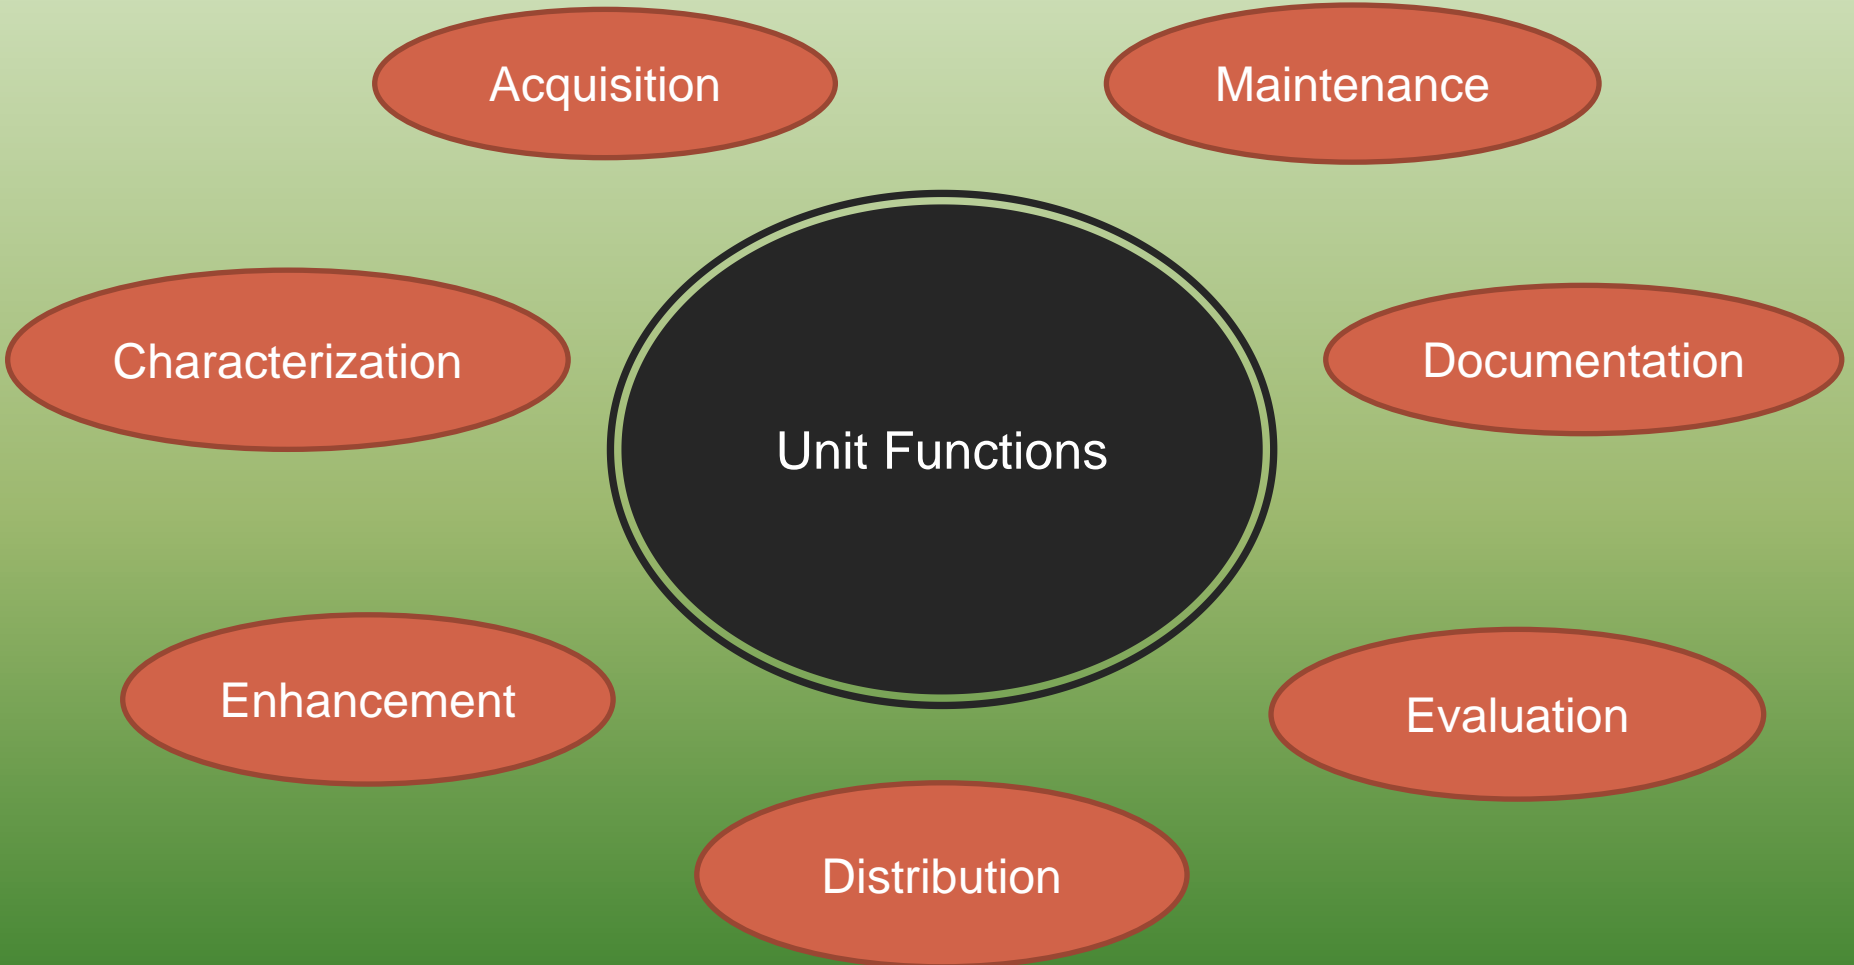 Acquisition
Maintenance
Characterization
Documentation
Unit Functions
Enhancement
Evaluation
Distribution